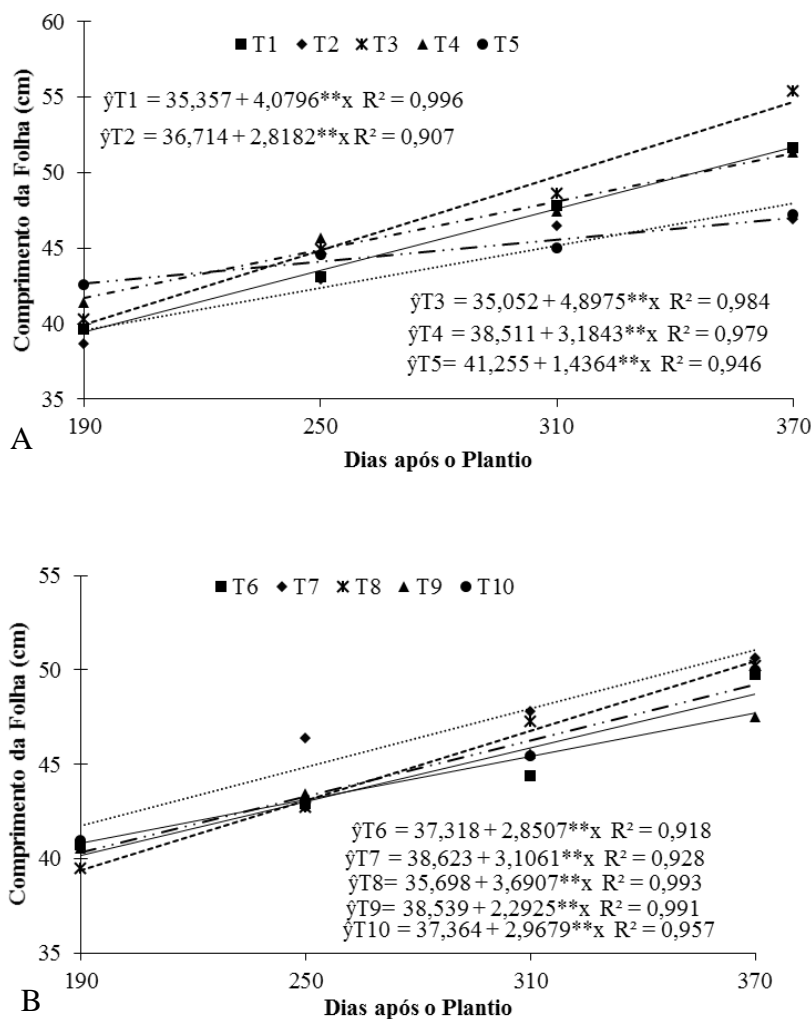 60
55
50
45
40
35
Comprimento da Folha (cm)
T1 T2 T3 T4 T5
ŷT1 = 35,357 + 4,0796**x R² = 0,996
ŷT2 = 36,714 + 2,8182**x R² = 0,907
ŷT3 = 35,052 + 4,8975**x R² = 0,984
ŷT4 = 38,511 + 3,1843**x R² = 0,979
ŷT5= 41,255 + 1,4364**x R² = 0,946
190 250 310 370
A
Dias após o Plantio
55
50
45
40
35
Comprimento da Folha (cm)
T6 T7 T8 T9 T10
ŷT6 = 37,318 + 2,8507**x R² = 0,918
ŷT7 = 38,623 + 3,1061**x R² = 0,928
ŷT8 = 35,698 + 3,6907**x R² = 0,993
ŷT9= 38,539 + 2,2925**x R² = 0,991
ŷT10 = 37,364 + 2,9679**x R² = 0,957
190 250 310 370
B
Dias após o Plantio